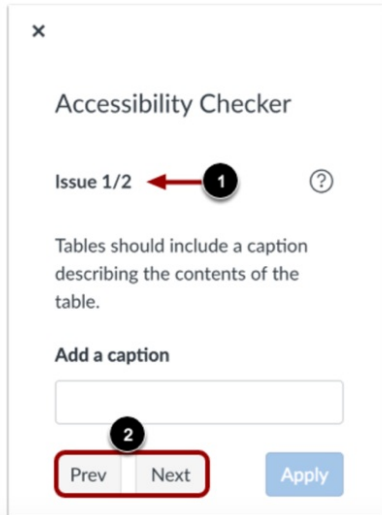 ×
Accessibility Checker
Issue 1/2 1 ?
Tables should include a caption
describing the contents of the
table.
Add a caption
2
Prev Next Apply